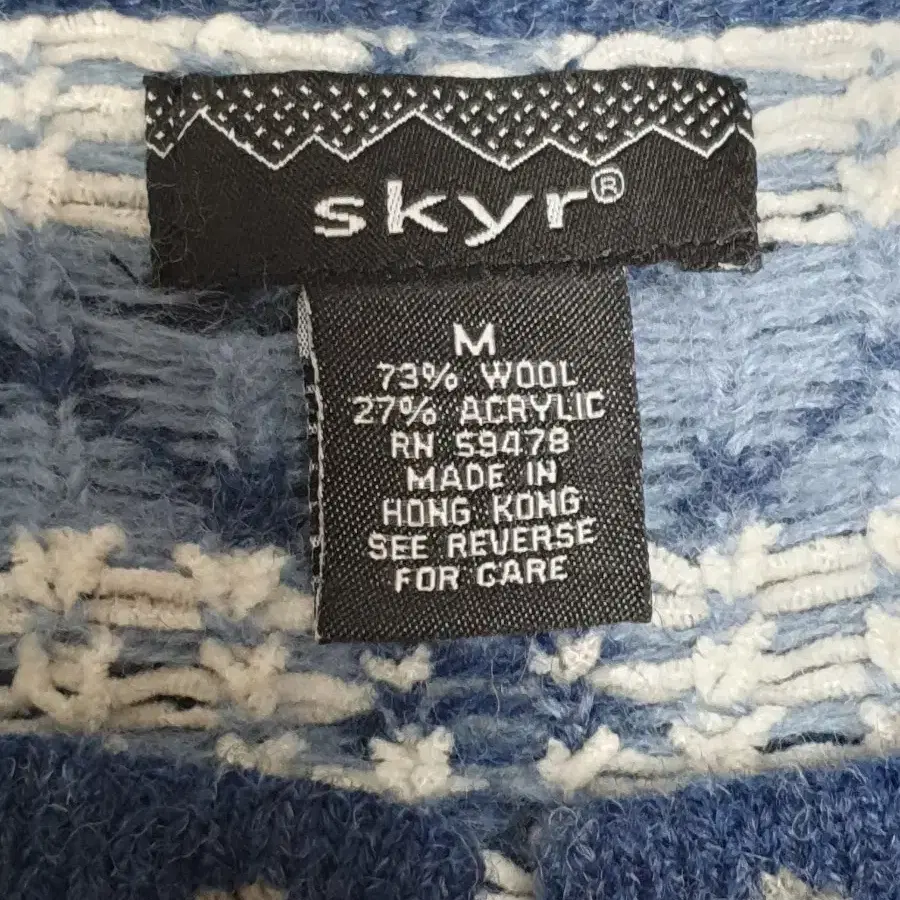 skyr®
M
73% WOOL
27% ACRYLIC
RN 59478
MADE IN
HONG KONG
SEE REVERSE
FOR CARE